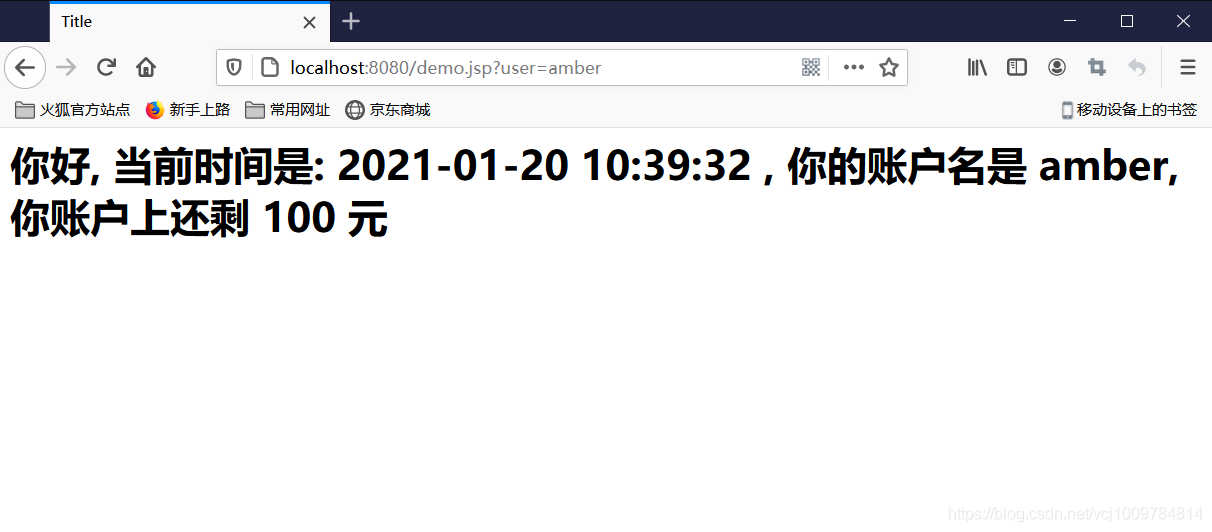 Title
localhost:8080/demo.jsp?user=amber
火狐官方站点 新手上路 常用网址 京东商城 移动设备上的书签
你好, 当前时间是: 2021-01-20 10:39:32 , 你的账户名是 amber,
你账户上还剩 100 元
https://blog.csdn.net/vcj1009784814